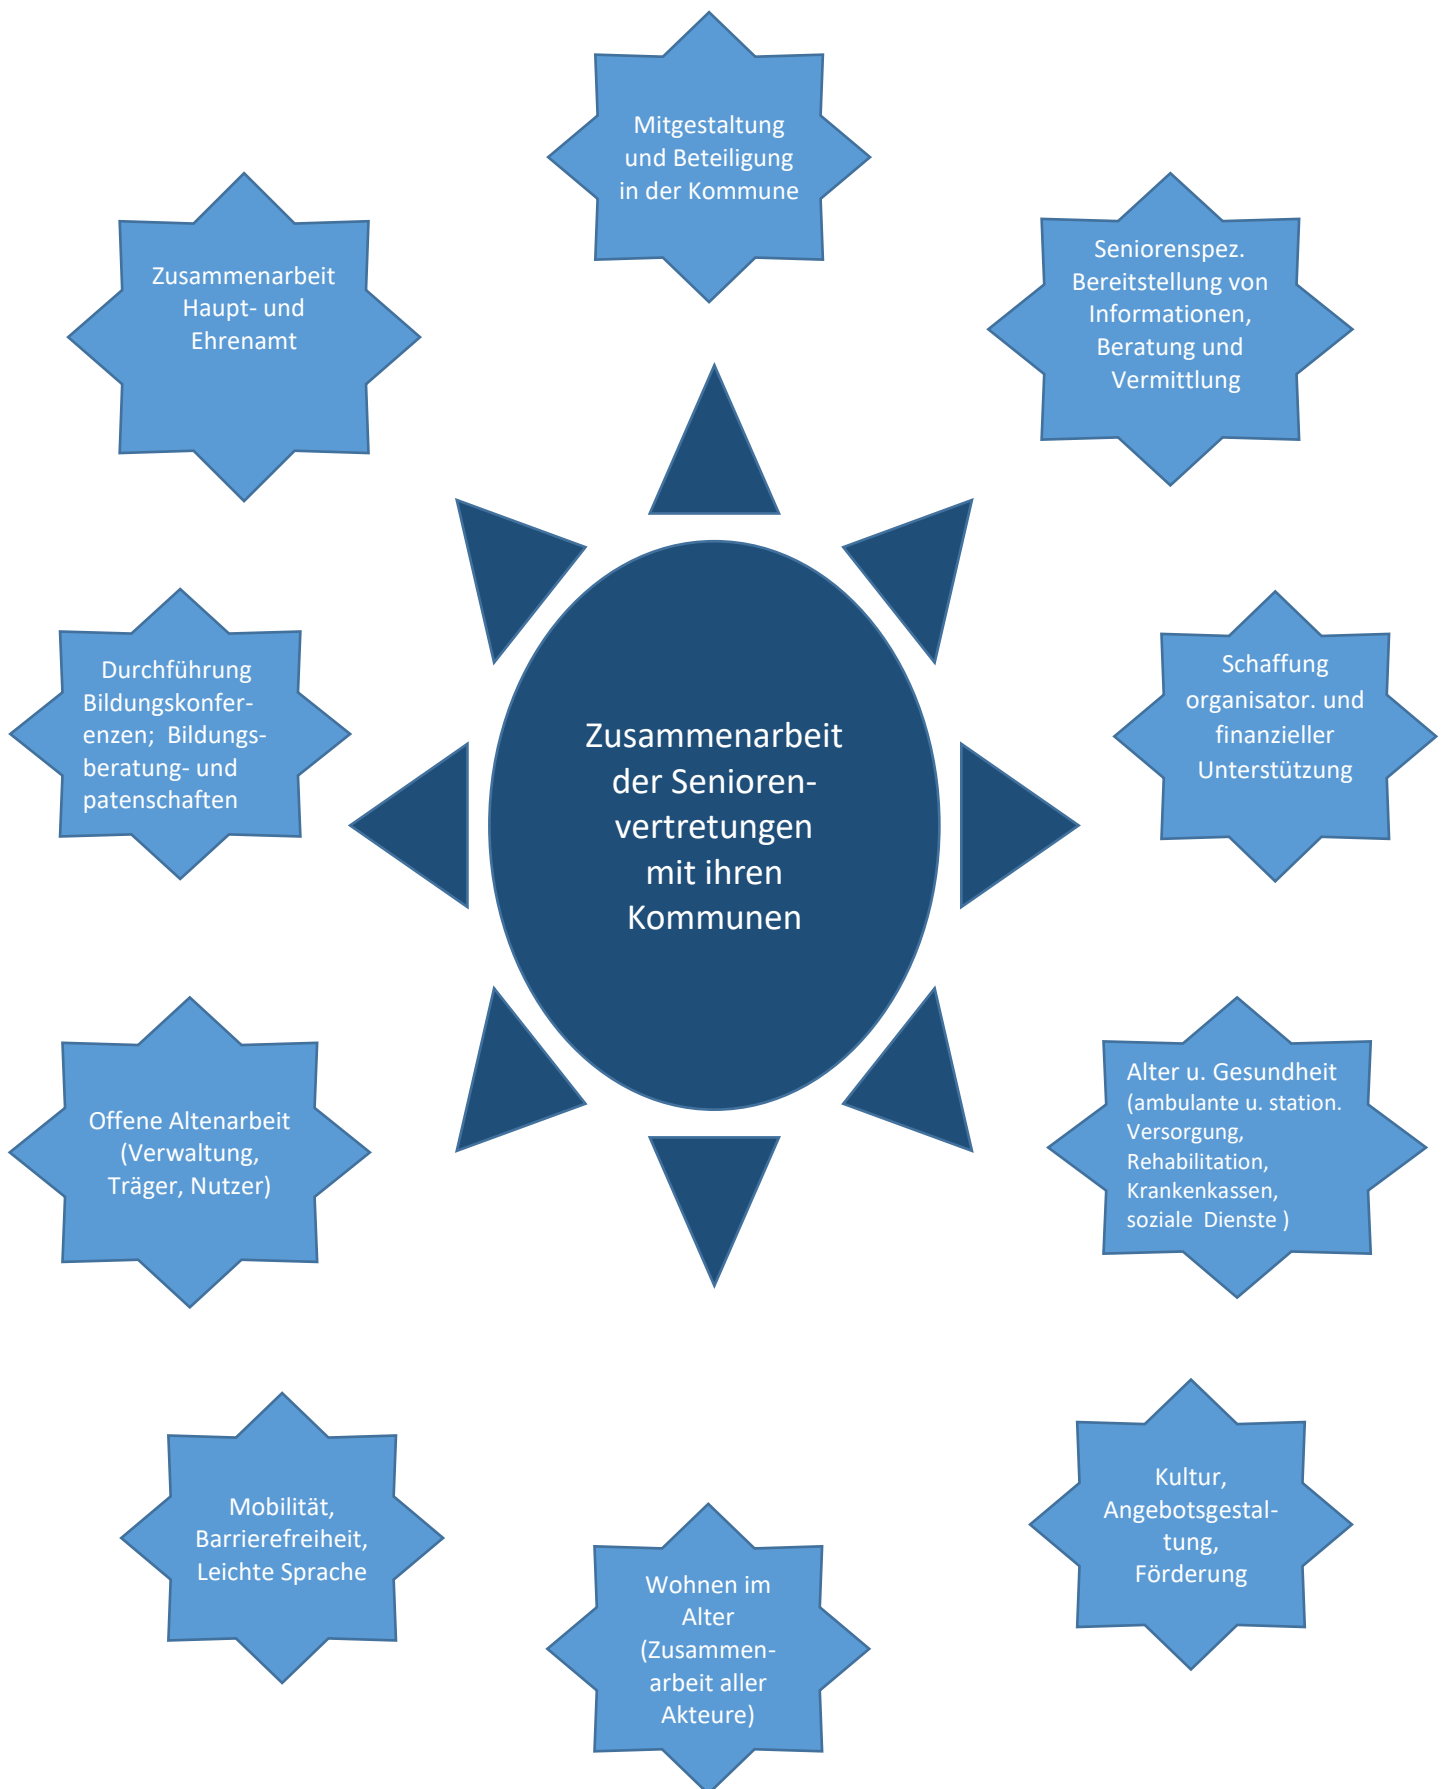 Mitgestaltung
und Beteiligung
in der Kommune
Zusammenarbeit
Haupt- und
Ehrenamt
Seniorenspez.
Bereitstellung von
Informationen,
Beratung und
Vermittlung
Durchführung
Bildungskonfer-
enzen; Bildungs-
beratung- und
patenschaften
Zusammenarbeit
der Senioren-
vertretungen
mit ihren
Kommunen
Schaffung
organisator. und
finanzieller
Unterstützung
Offene Altenarbeit
(Verwaltung,
Träger, Nutzer)
Alter u. Gesundheit
(ambulante u. station.
Versorgung,
Rehabilitation,
Krankenkassen,
soziale Dienste )
Mobilität,
Barrierefreiheit,
Leichte Sprache
Wohnen im
Alter
(Zusammen-
arbeit aller
Akteure)
Kultur,
Angebotsgestal-
tung,
Förderung